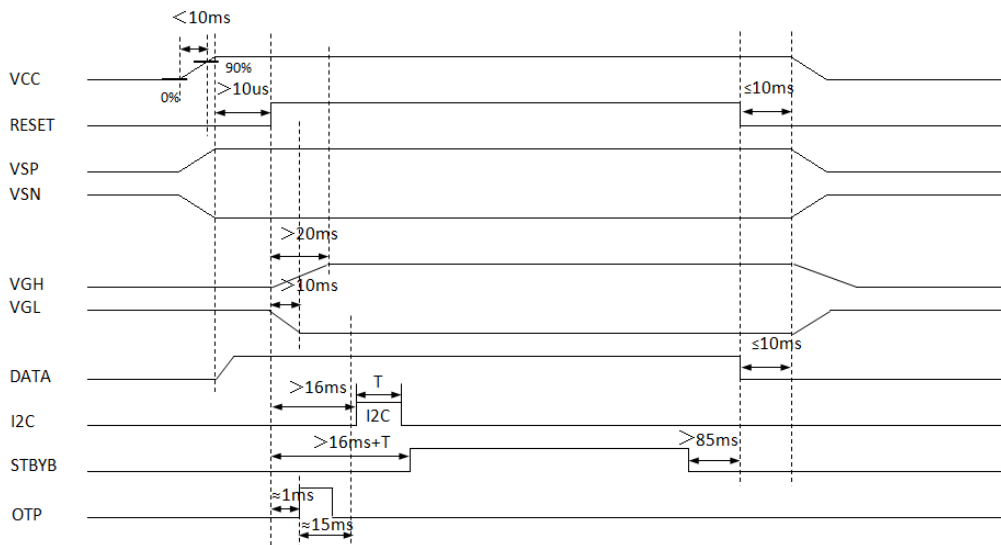 <10ms
VCC
90%
0%
>10us
≤10ms
RESET
VSP
VSN
>20ms
VGH
>10ms
VGL
≤10ms
DATA
>16ms
T
I2C
I2C
>16ms+T
>85ms
STBYB
≈1ms
OTP
≈15ms